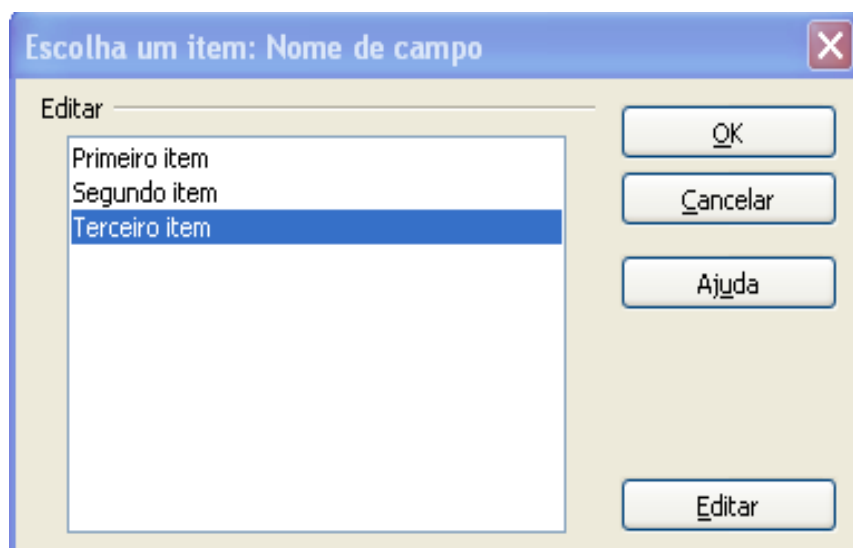 Escolha um item: Nome de campo
Editar
Primeiro item
Segundo item
Terceiro item
OK
Cancelar
Ajuda
Editar